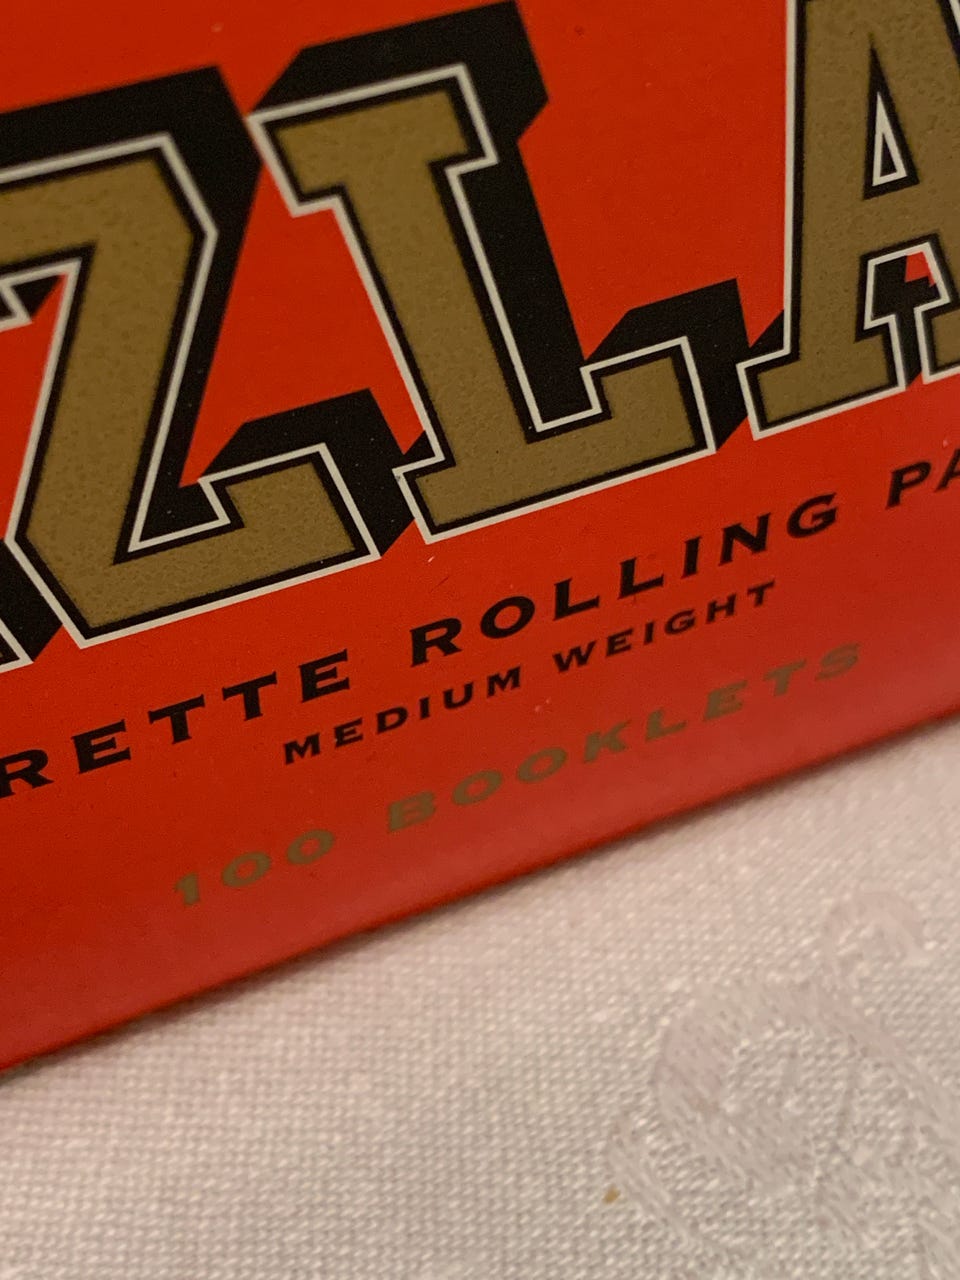 ZLA
RETTE ROLLING PA
MEDIUM WEIGHT
100 BOOKLETS